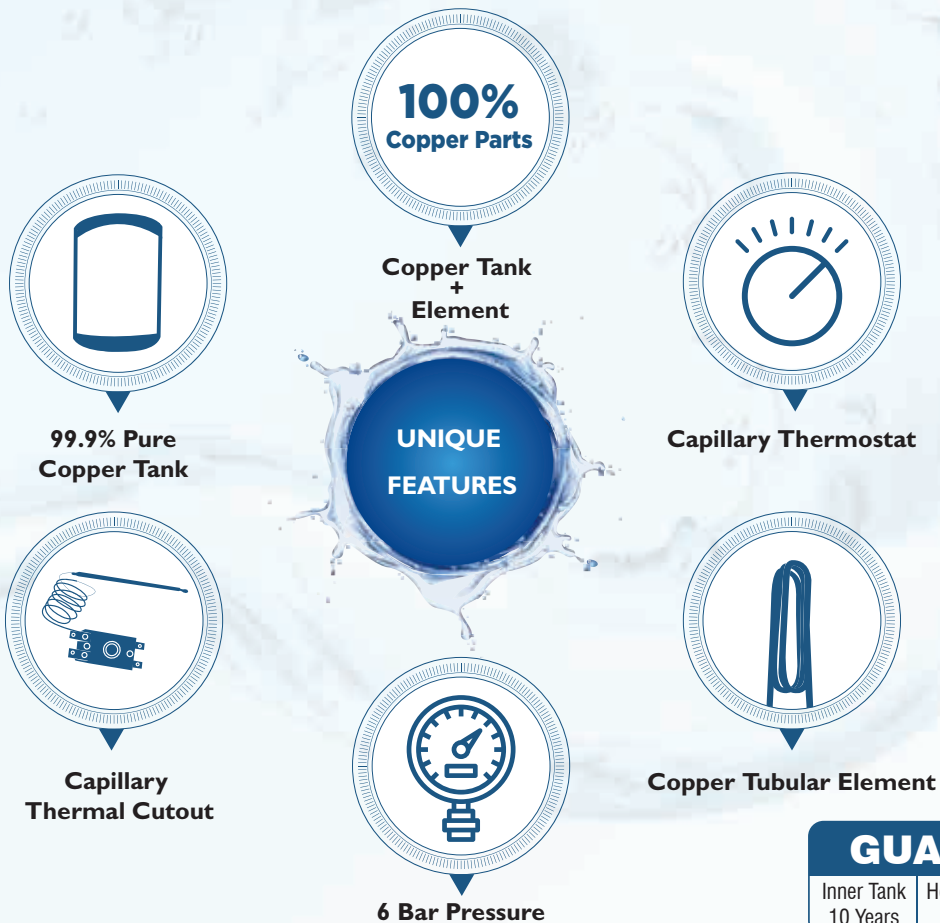 100%
Copper Parts
Copper Tank
+
Element
99.9% Pure
Copper Tank
Capillary Thermostat
UNIQUE
FEATURES
Capillary
Thermal Cutout
Copper Tubular Element
6 Bar Pressure
Inner Tank
10 Years